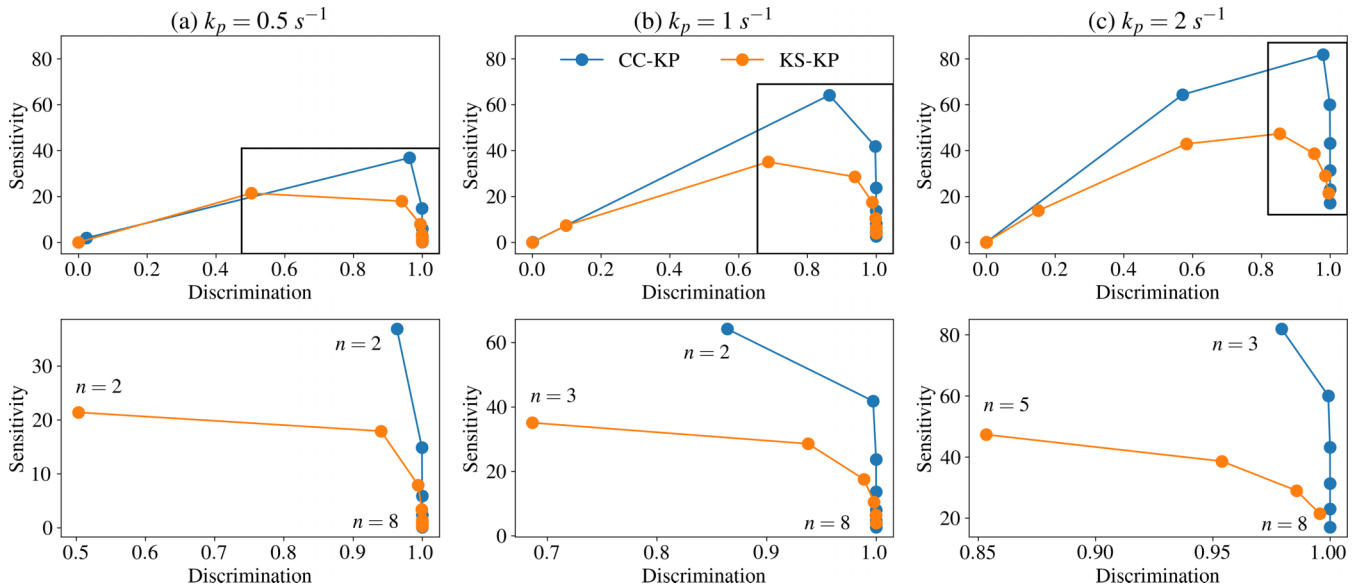 (a) k_p = 0.5 s^{-1}
(b) k_p = 1 s^{-1}
(c) k_p = 2 s^{-1}
Sensitivity
80
60
40
20
0
0.0 0.2 0.4 0.6 0.8 1.0
Discrimination
CC-KP KS-KP
Sensitivity
80
60
40
20
0
0.0 0.2 0.4 0.6 0.8 1.0
Discrimination
Sensitivity
80
60
40
20
0
0.0 0.2 0.4 0.6 0.8 1.0
Discrimination
Sensitivity
30
20
10
0
n = 2
n = 2
n = 8
0.5 0.6 0.7 0.8 0.9 1.0
Discrimination
Sensitivity
60
40
20
0
n = 2
n = 3
n = 8
0.7 0.8 0.9 1.0
Discrimination
Sensitivity
80
60
40
20
n = 3
n = 5
n = 8
0.85 0.90 0.95 1.00
Discrimination